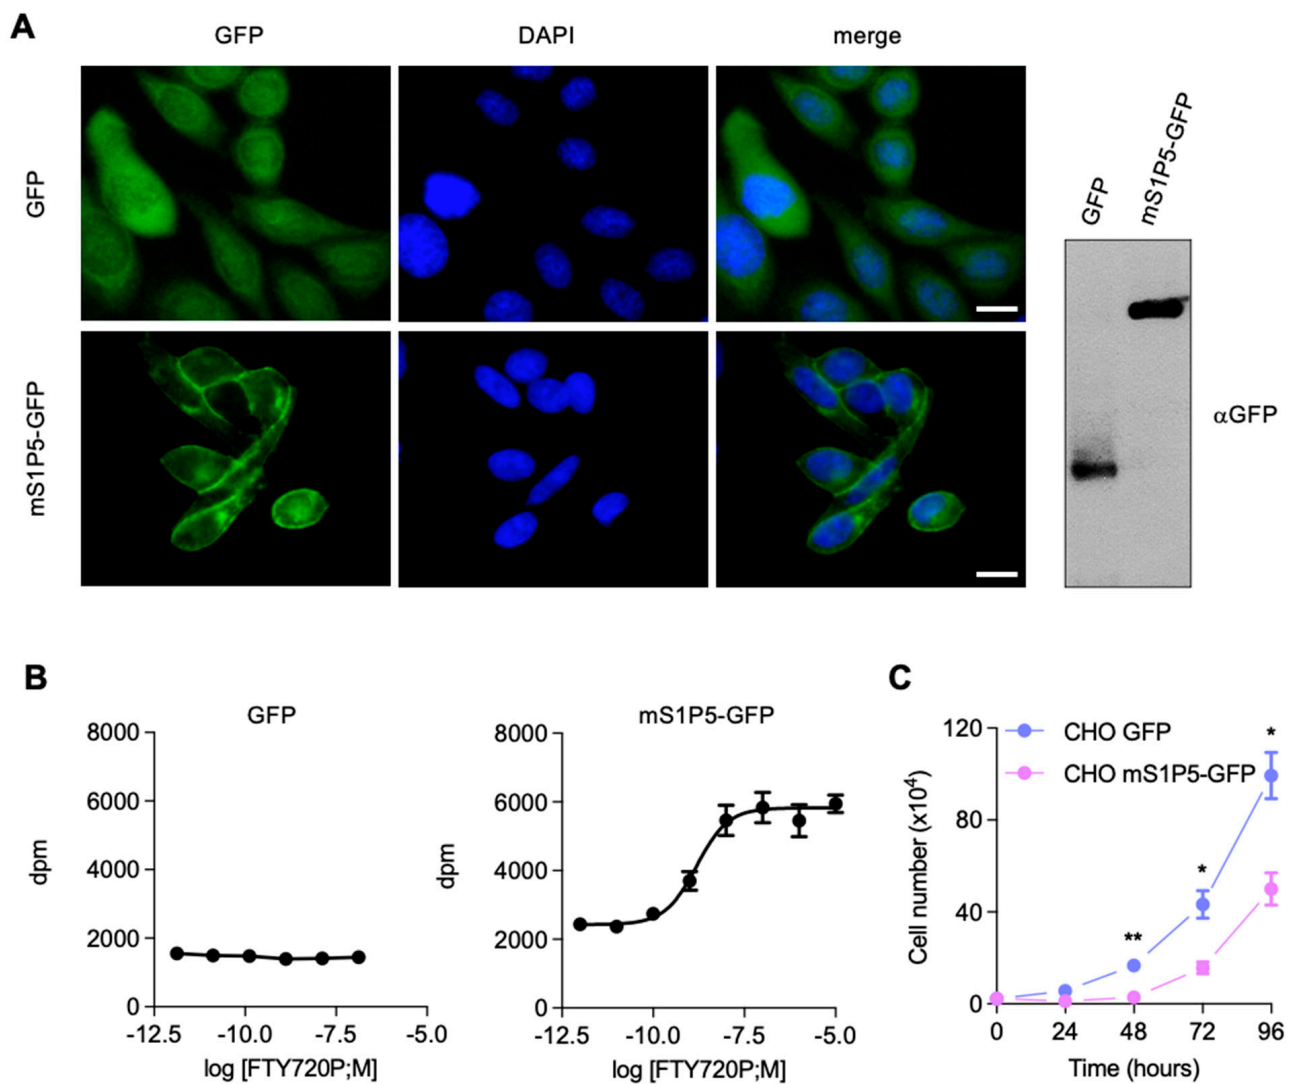 A
GFP
DAPI
merge
GFP
mS1P5-GFP
GFP
mS1P5-GFP
αGFP
B
GFP
8000
6000
4000
2000
0
dpm
-12.5
-10.0
-7.5
-5.0
log [FTY720P;M]
mS1P5-GFP
8000
6000
4000
2000
0
dpm
-12.5
-10.0
-7.5
-5.0
log [FTY720P;M]
C
CHO GFP
CHO mS1P5-GFP
120
80
40
0
Cell number (x10⁴)
**
*
*
0
24
48
72
96
Time (hours)